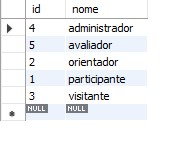 id nome
4 administrador
5 avaliador
2 orientador
1 participante
3 visitante
NULL NULL